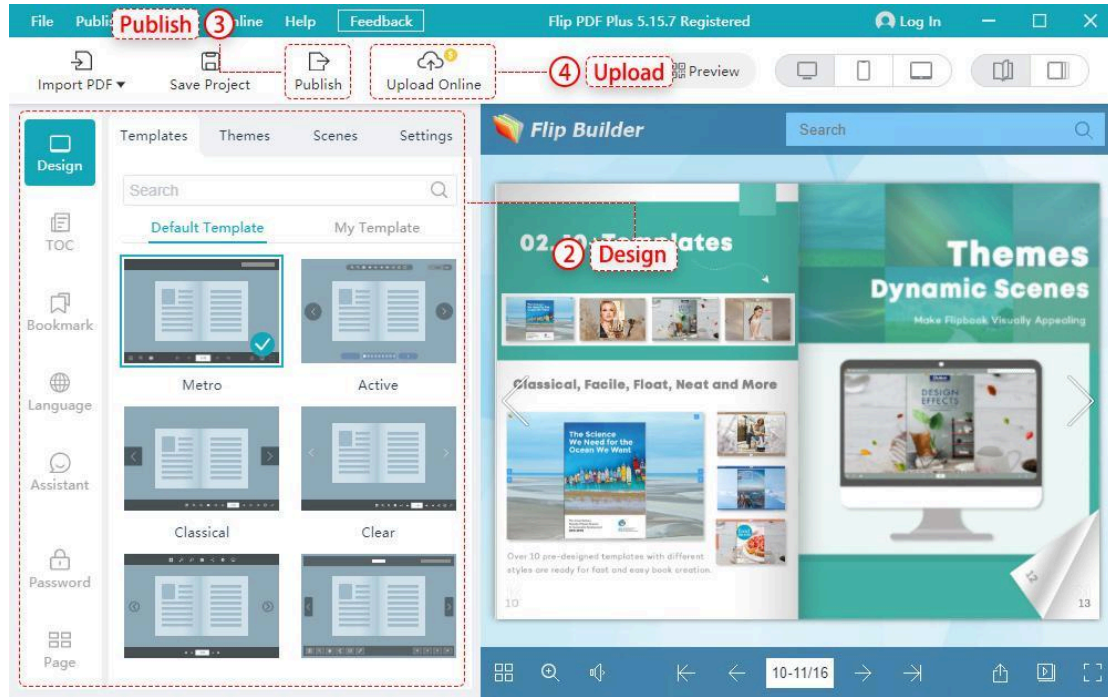 File Publi Publish ③ nline Help Feedback Flip PDF Plus 5.15.7 Registered Log In
Import PDF Save Project Publish Upload Online ④ Upload Preview
Design
TOC
Bookmark
Language
Assistant
Password
Page
Templates Themes Scenes Settings
Search
Default Template My Template
Metro Active
Classical Clear
Flip Builder Search
② Design
02. 10+ Templates
Classical, Facile, Float, Neat and More
The Science
We Need for the
Ocean We Want
Over 10 pre-designed templates with different
styles are ready for fast and easy book creation.
10
Themes
Dynamic Scenes
Make Flipbook Visually Appealing
DESIGN
EFFECTS
12
13
10-11/16